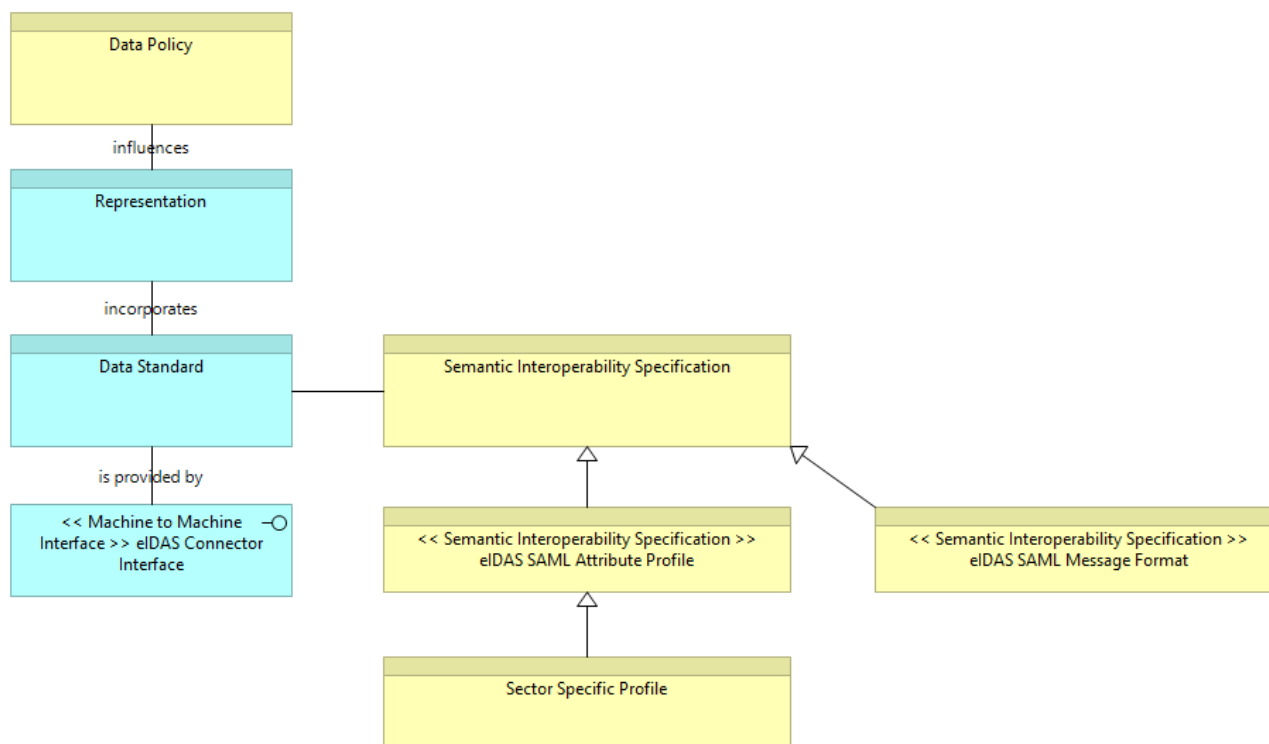 Data Policy
influences
Representation
incorporates
Data Standard
Semantic Interoperability Specification
is provided by
<< Machine to Machine
Interface >> eIDAS Connector
Interface
<< Semantic Interoperability Specification >>
eIDAS SAML Attribute Profile
<< Semantic Interoperability Specification >>
eIDAS SAML Message Format
Sector Specific Profile